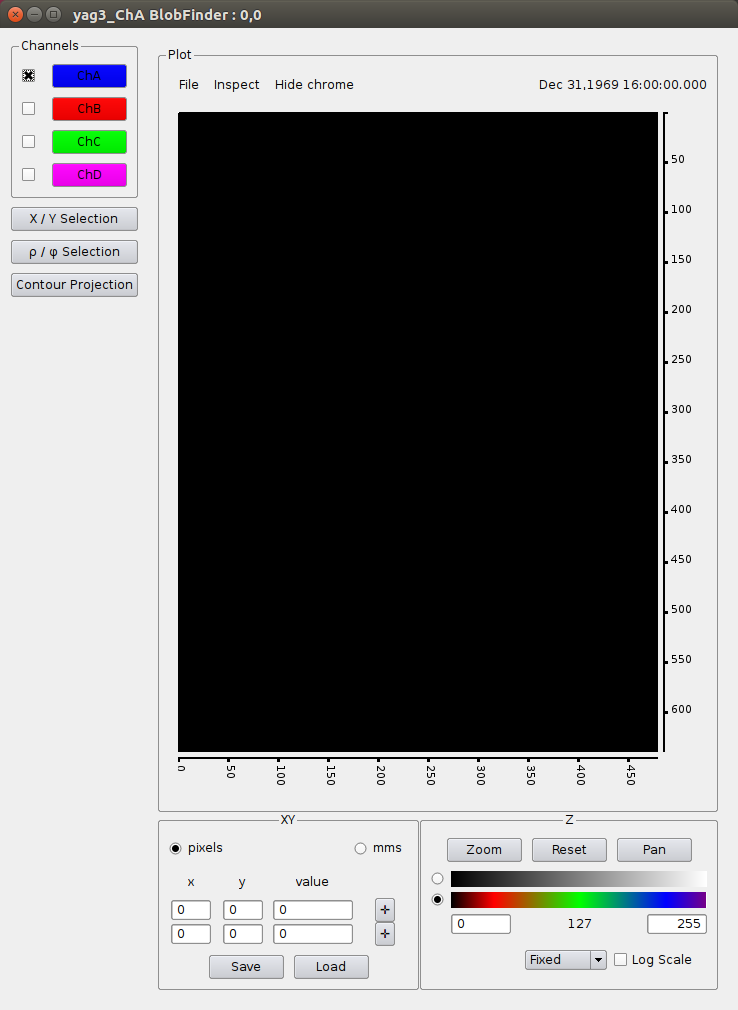 yag3_ChA BlobFinder : 0,0
Channels
ChA
ChB
ChC
ChD
X / Y Selection
ρ / φ Selection
Contour Projection
Plot
File Inspect Hide chrome Dec 31,1969 16:00:00.000
50
100
150
200
250
300
350
400
450
500
550
600
0 50 100 150 200 250 300 350 400 450
XY
pixels mms
x y value
0 0 0
0 0 0
Save Load
Z
Zoom Reset Pan
0 127 255
Fixed Log Scale